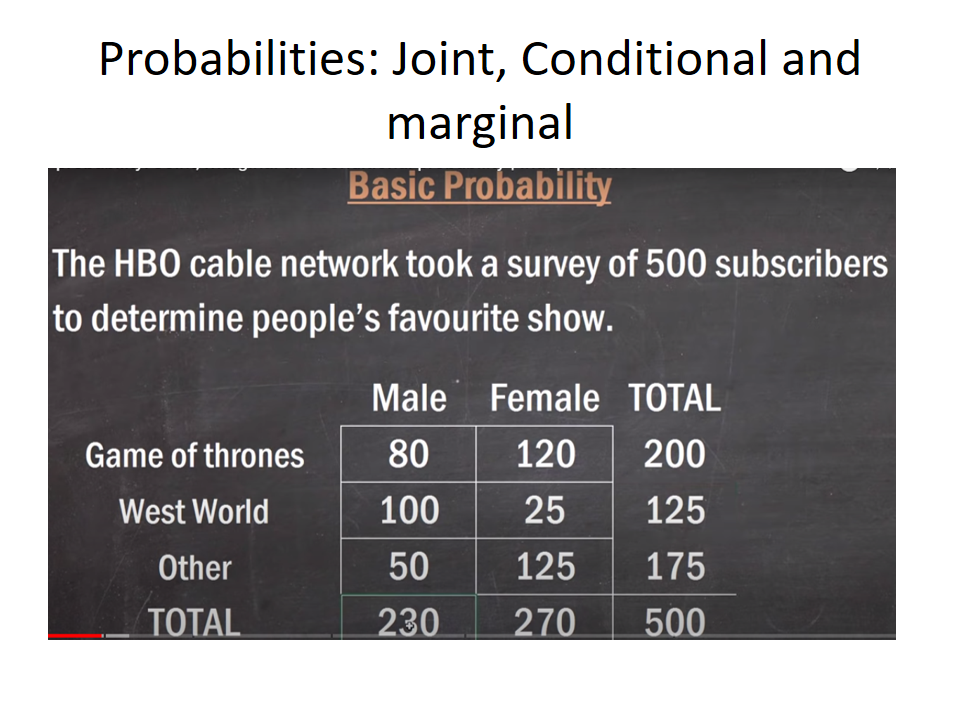 Probabilities: Joint, Conditional and
marginal
Basic Probability
The HBO cable network took a survey of 500 subscribers
to determine people's favourite show.
Male Female TOTAL
Game of thrones 80 120 200
West World 100 25 125
Other 50 125 175
TOTAL 230 270 500